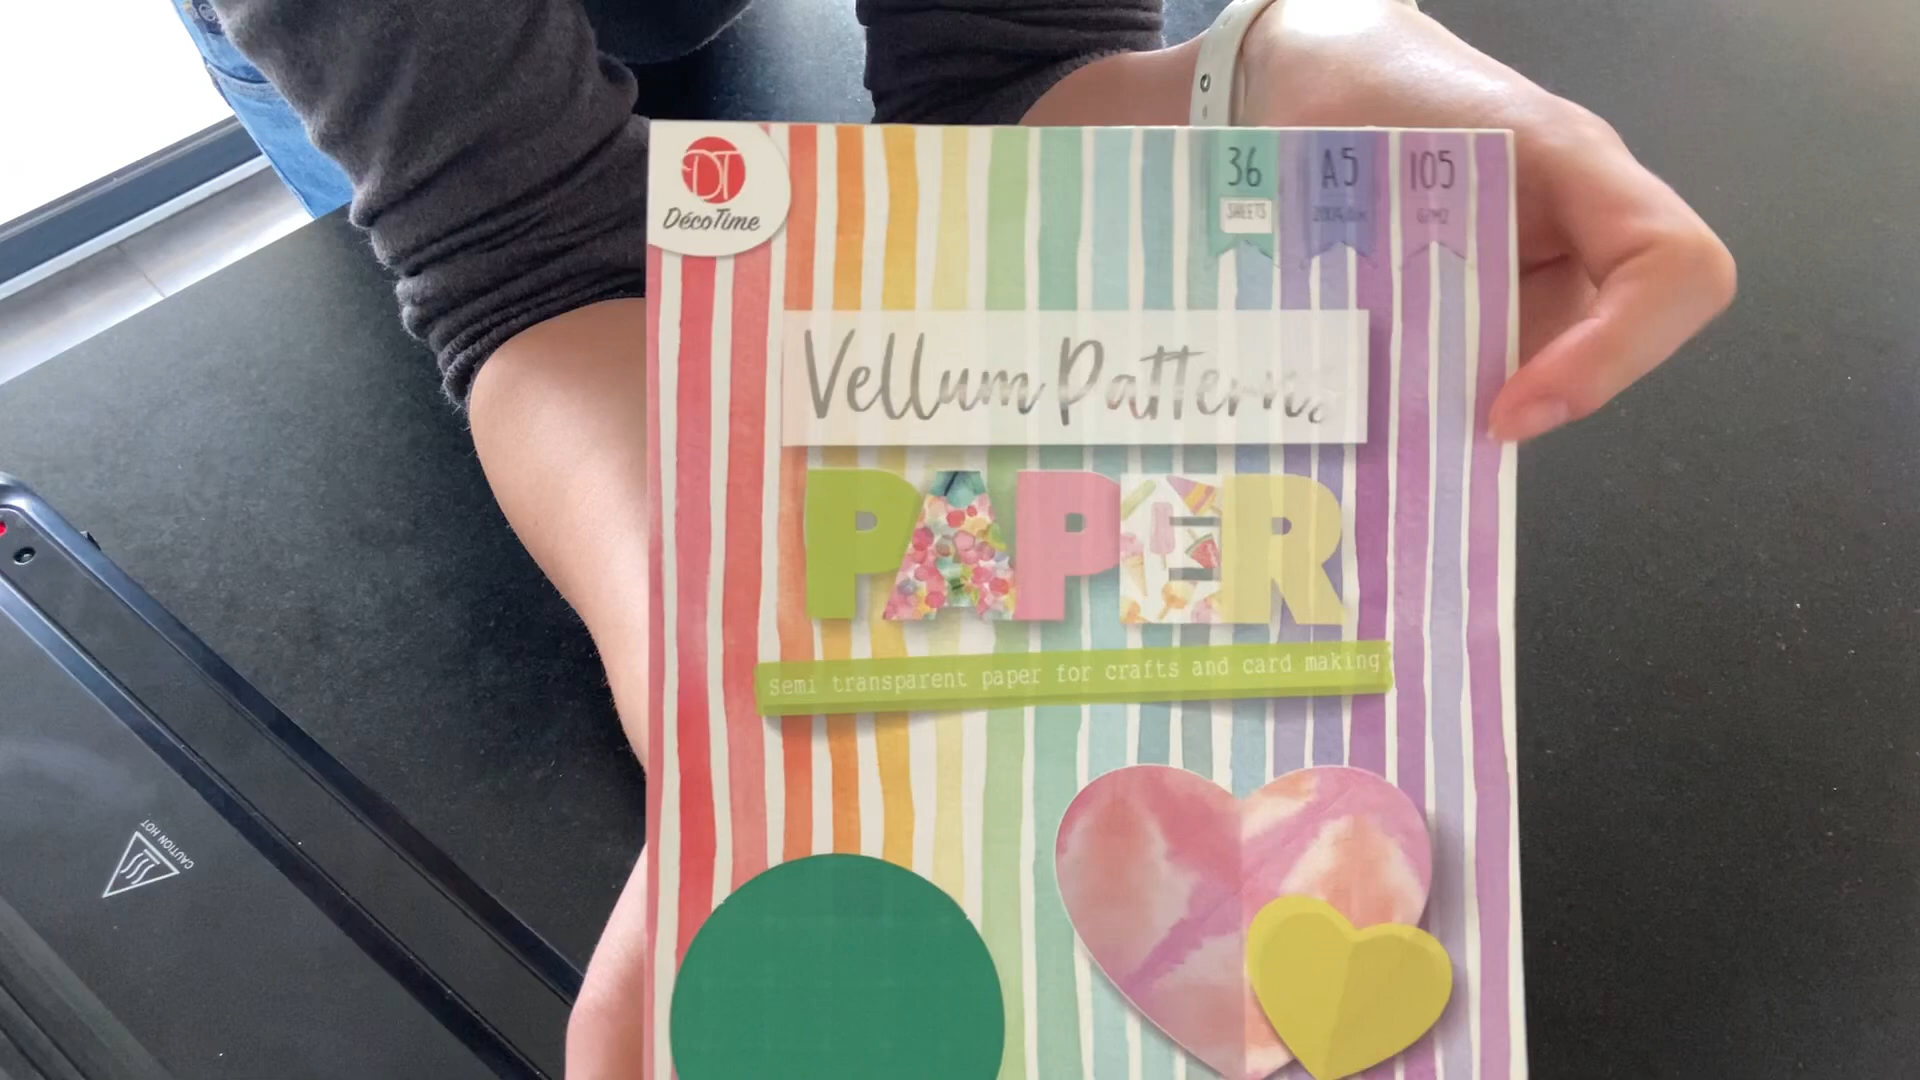 DT
DécoTime
36
SHEETS
A5
105
G/M2
Vellum Patterns
PAPER
Semi transparent paper for crafts and card making
CAUTION HOT